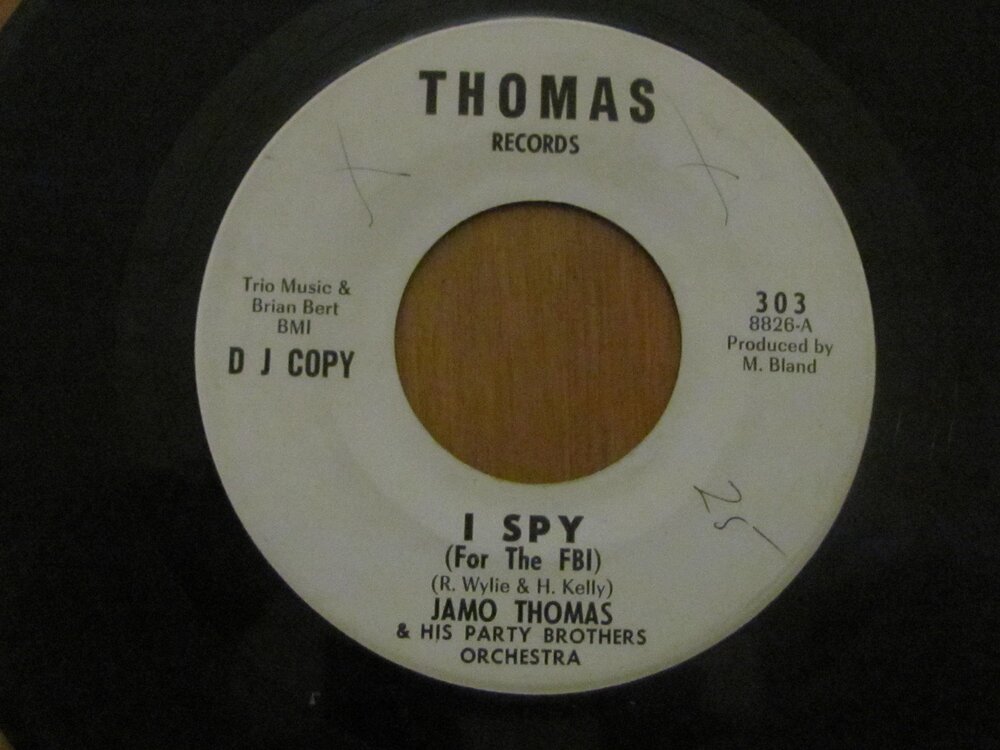 THOMAS
RECORDS
Trio Music &
Brian Bert
BMI
D J COPY
303
8826-A
Produced by
M. Bland
25
I SPY
(For The FBI)
(R. Wylie & H. Kelly)
JAMO THOMAS
& HIS PARTY BROTHERS
ORCHESTRA